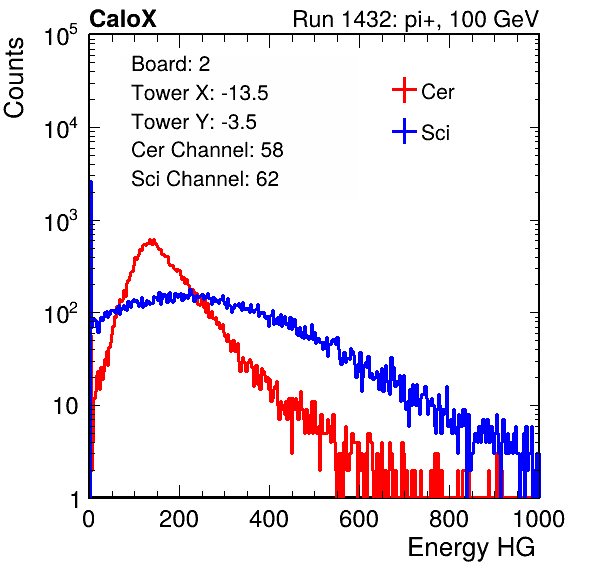 CaloX Run 1432: pi+, 100 GeV
Counts
Board: 2
Tower X: -13.5
Tower Y: -3.5
Cer Channel: 58
Sci Channel: 62
Cer
Sci
10^5
10^4
10^3
10^2
10
1
0 200 400 600 800 1000
Energy HG